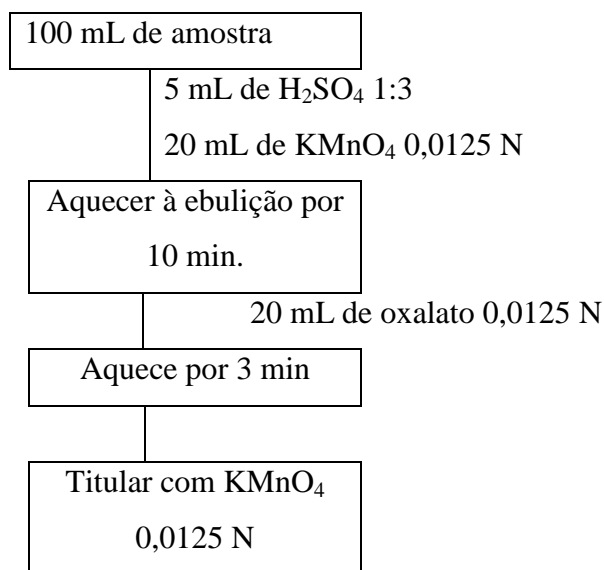 100 mL de amostra
5 mL de H₂SO₄ 1:3
20 mL de KMnO₄ 0,0125 N
Aquecer à ebulição por
10 min.
20 mL de oxalato 0,0125 N
Aquece por 3 min
Titular com KMnO₄
0,0125 N